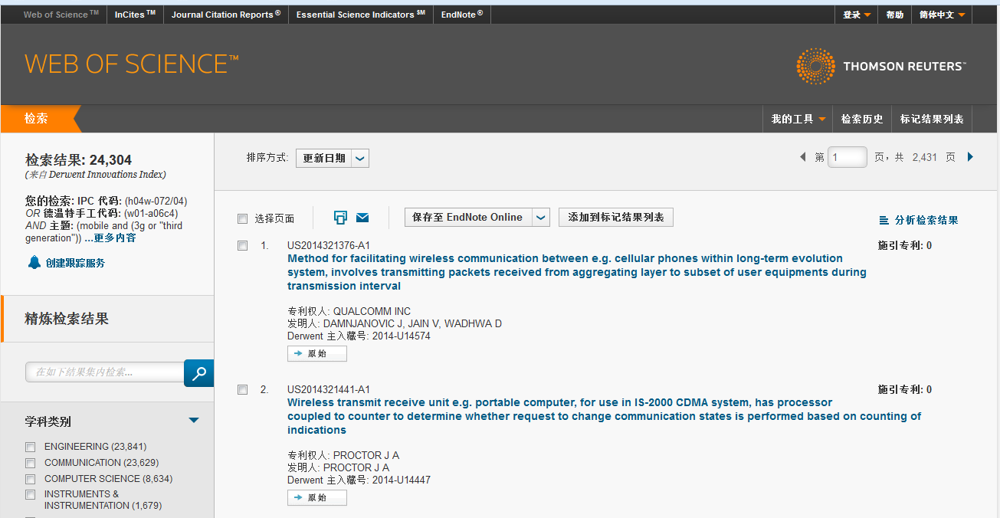 Web of Science™ InCites™ Journal Citation Reports® Essential Science Indicators℠ EndNote® 登录 帮助 简体中文
WEB OF SCIENCE™
THOMSON REUTERS™
检索 我的工具 检索历史 标记结果列表
检索结果: 24,304
(来自 Derwent Innovations Index)
您的检索: IPC 代码: (h04w-072/04)
OR 德温特手工代码: (w01-a06c4)
AND 主题: (mobile and (3g or "third
generation")) ...更多内容
创建跟踪服务
精炼检索结果
在如下结果集内检索...
学科类别
ENGINEERING (23,841)
COMMUNICATION (23,629)
COMPUTER SCIENCE (8,634)
INSTRUMENTS &
INSTRUMENTATION (1,679)
排序方式: 更新日期 第 1 页，共 2,431 页
选择页面 保存至 EndNote Online 添加到标记结果列表 分析检索结果
1. US2014321376-A1 施引专利: 0
Method for facilitating wireless communication between e.g. cellular phones within long-term evolution
system, involves transmitting packets received from aggregating layer to subset of user equipments during
transmission interval
专利权人: QUALCOMM INC
发明人: DAMNJANOVIC J, JAIN V, WADHWA D
Derwent 主入藏号: 2014-U14574
原始
2. US2014321441-A1 施引专利: 0
Wireless transmit receive unit e.g. portable computer, for use in IS-2000 CDMA system, has processor
coupled to counter to determine whether request to change communication states is performed based on counting of
indications
专利权人: PROCTOR J A
发明人: PROCTOR J A
Derwent 主入藏号: 2014-U14447
原始